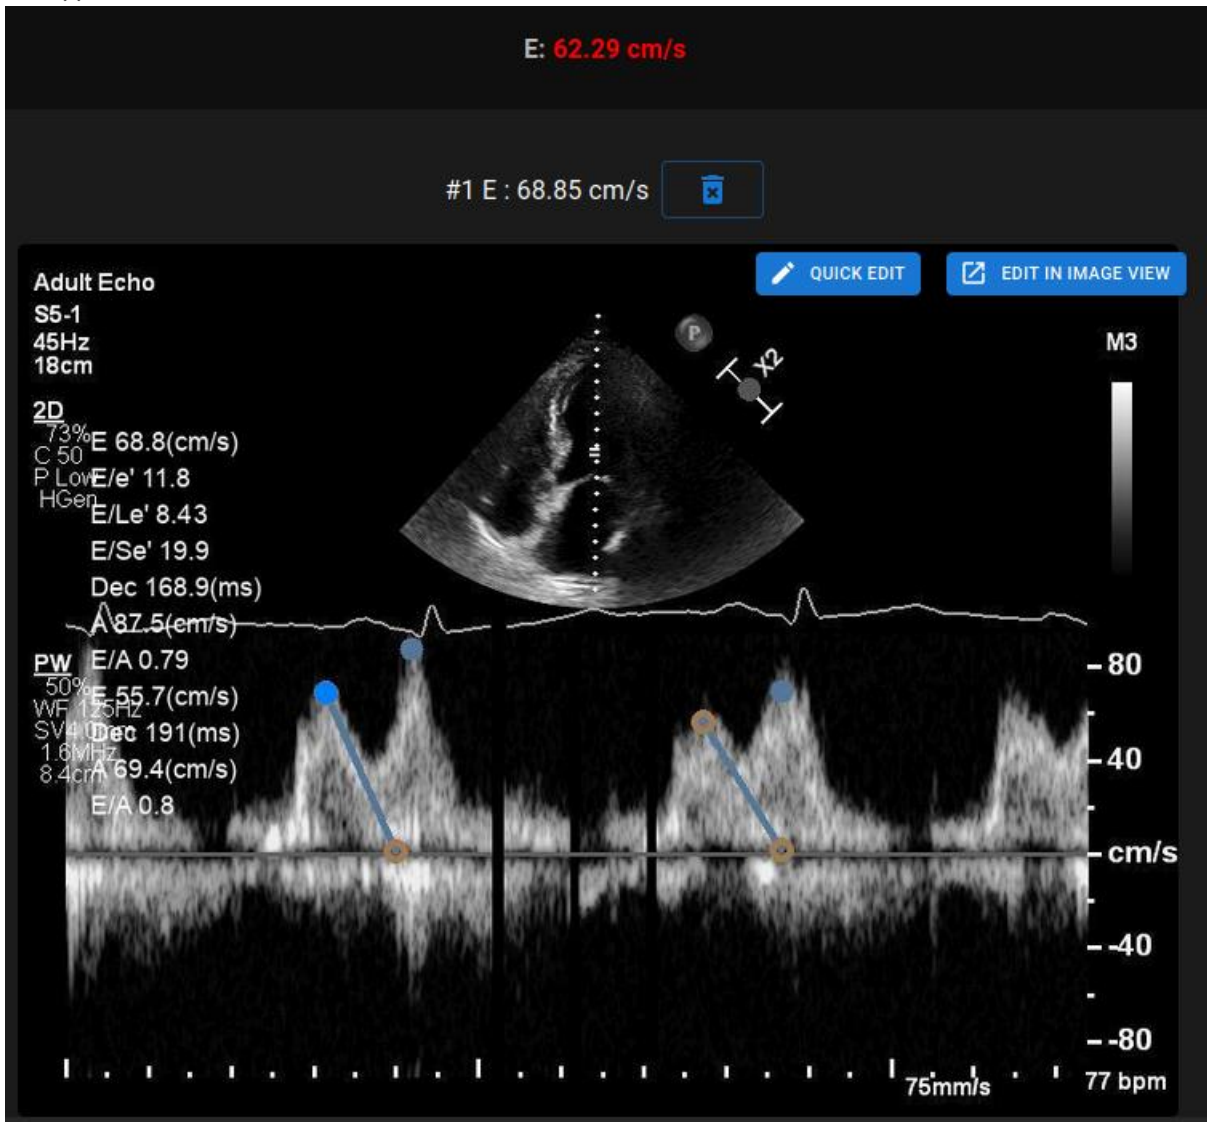 E: 62.29 cm/s
#1 E : 68.85 cm/s
QUICK EDIT
EDIT IN IMAGE VIEW
Adult Echo
S5-1
45Hz
18cm
P
X2
M3
2D
73%
C 50
P Low
HGen
E 68.8(cm/s)
E/e' 11.8
E/Le' 8.43
E/Se' 19.9
Dec 168.9(ms)
A 87.5(cm/s)
E/A 0.79
E 55.7(cm/s)
Dec 191(ms)
A 69.4(cm/s)
E/A 0.8
PW
50%
WF 125Hz
SV4.0mm
1.6MHz
8.4cm
80
40
cm/s
-40
-80
75mm/s
77 bpm